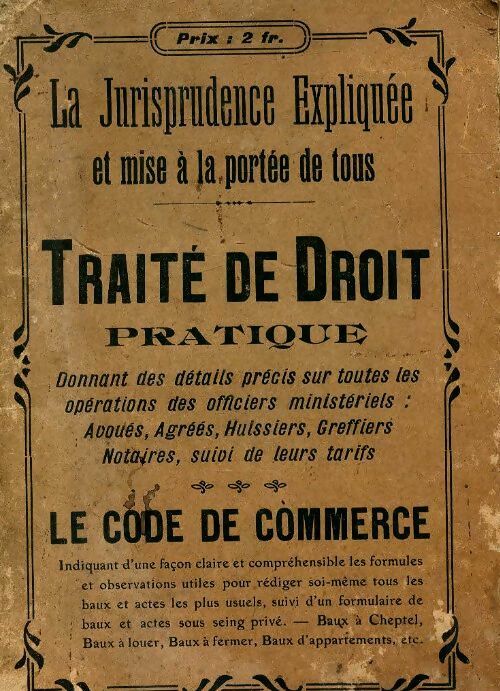 Prix : 2 fr.
La Jurisprudence Expliquée
et mise à la portée de tous
TRAITÉ DE DROIT
PRATIQUE
Donnant des détails précis sur toutes les
opérations des officiers ministériels :
Avoués, Agréés, Huissiers, Greffiers
Notaires, suivi de leurs tarifs
LE CODE DE COMMERCE
Indiquant d'une façon claire et compréhensible les formules
et observations utiles pour rédiger soi-même tous les
baux et actes les plus usuels, suivi d'un formulaire de
baux et actes sous seing privé. — Baux à Cheptel,
Baux à louer, Baux à fermer, Baux d'appartements, etc.